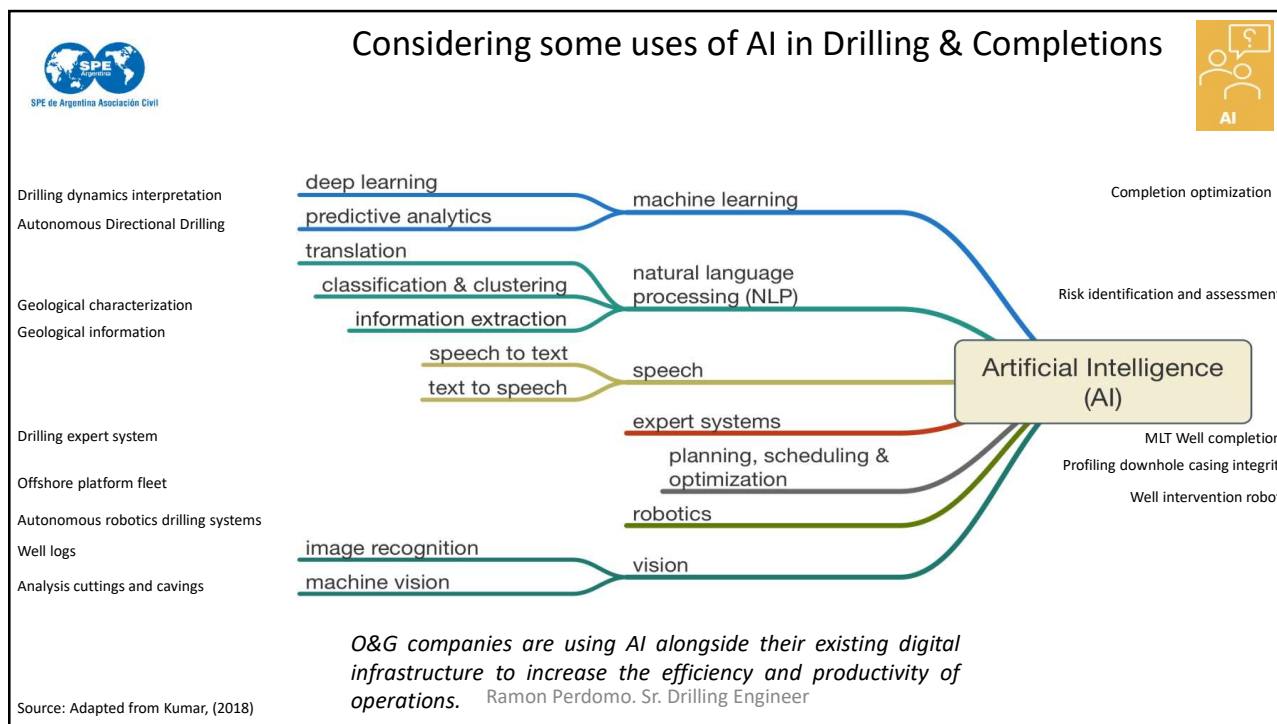 Considering some uses of AI in Drilling & Completions
SPE
Argentina
SPE de Argentina Asociación Civil
?
AI
Drilling dynamics interpretation
Autonomous Directional Drilling
Geological characterization
Geological information
Drilling expert system
Offshore platform fleet
Autonomous robotics drilling systems
Well logs
Analysis cuttings and cavings
deep learning
predictive analytics
translation
classification & clustering
information extraction
speech to text
text to speech
image recognition
machine vision
machine learning
natural language
processing (NLP)
speech
expert systems
planning, scheduling &
optimization
robotics
vision
Artificial Intelligence
(AI)
Completion optimization
Risk identification and assessment
MLT Well completion
Profiling downhole casing integrit
Well intervention robot
O&G companies are using AI alongside their existing digital
infrastructure to increase the efficiency and productivity of
operations.
Ramon Perdomo. Sr. Drilling Engineer
Source: Adapted from Kumar, (2018)